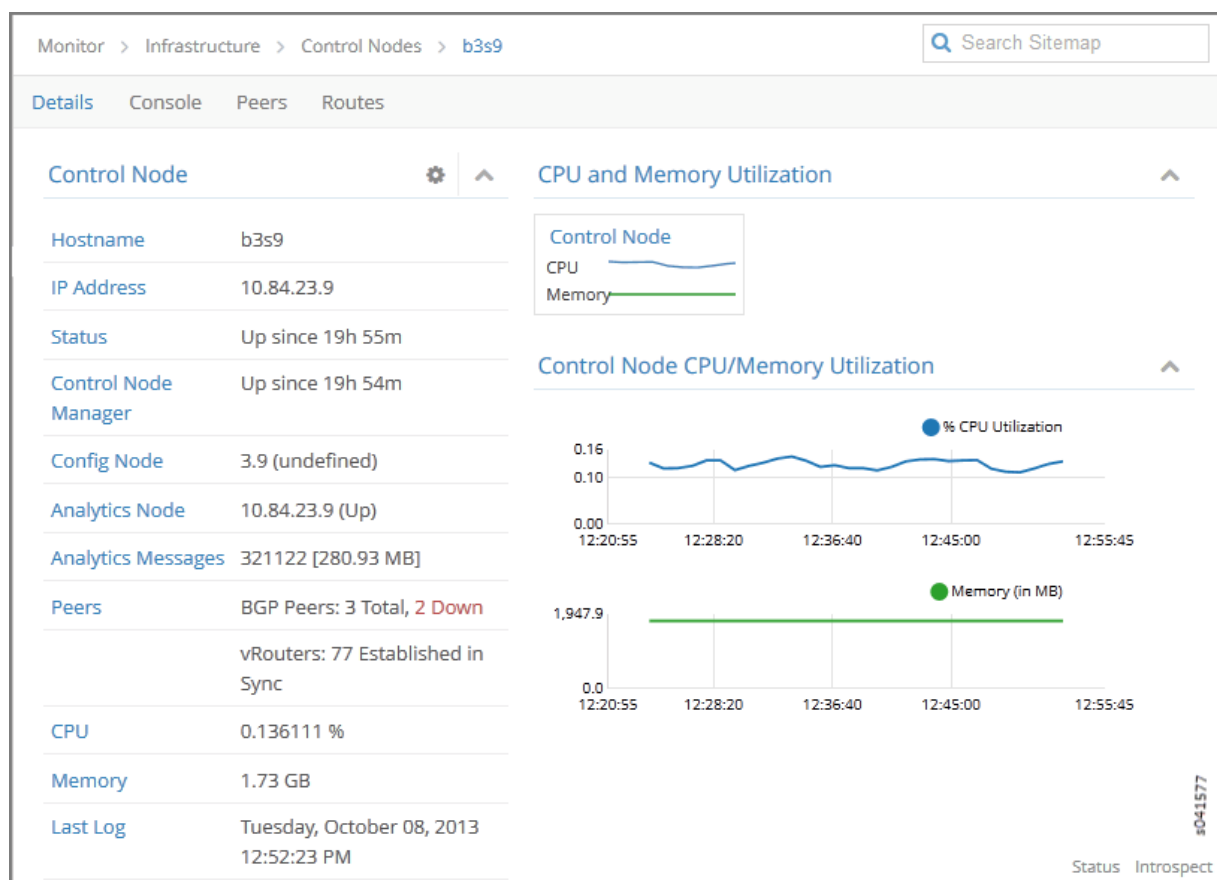 Monitor > Infrastructure > Control Nodes > b3s9
Search Sitemap
Details Console Peers Routes
Control Node
Hostname b3s9
IP Address 10.84.23.9
Status Up since 19h 55m
Control Node Manager Up since 19h 54m
Config Node 3.9 (undefined)
Analytics Node 10.84.23.9 (Up)
Analytics Messages 321122 [280.93 MB]
Peers BGP Peers: 3 Total, 2 Down
vRouters: 77 Established in
Sync
CPU 0.136111 %
Memory 1.73 GB
Last Log Tuesday, October 08, 2013
12:52:23 PM
CPU and Memory Utilization
Control Node
CPU
Memory
Control Node CPU/Memory Utilization
% CPU Utilization
0.16
0.10
0.00
12:20:55 12:28:20 12:36:40 12:45:00 12:55:45
Memory (in MB)
1,947.9
0.0
12:20:55 12:28:20 12:36:40 12:45:00 12:55:45
s041577
Status Introspect